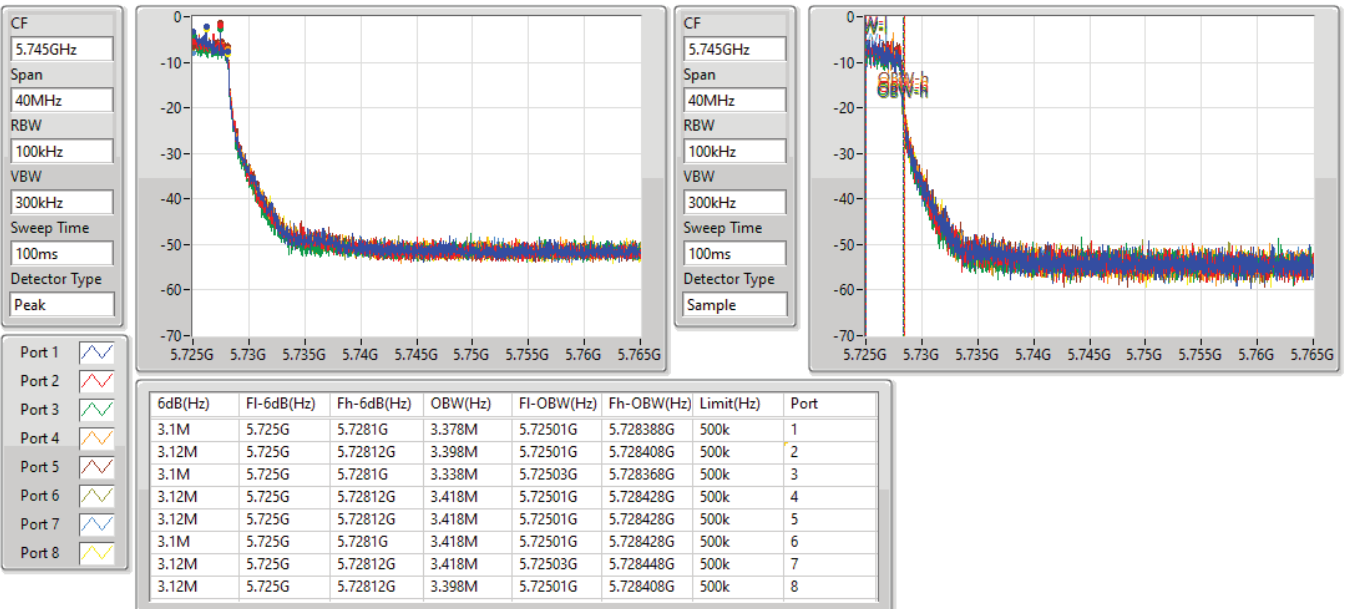 CF
5.745GHz
Span
40MHz
RBW
100kHz
VBW
300kHz
Sweep Time
100ms
Detector Type
Peak
0
-10
-20
-30
-40
-50
-60
-70
5.725G 5.73G 5.735G 5.74G 5.745G 5.75G 5.755G 5.76G 5.765G
CF
5.745GHz
Span
40MHz
RBW
100kHz
VBW
300kHz
Sweep Time
100ms
Detector Type
Sample
0
-10
-20
-30
-40
-50
-60
-70
OBW-h
5.725G 5.73G 5.735G 5.74G 5.745G 5.75G 5.755G 5.76G 5.765G
Port 1
Port 2
Port 3
Port 4
Port 5
Port 6
Port 7
Port 8
6dB(Hz) Fl-6dB(Hz) Fh-6dB(Hz) OBW(Hz) Fl-OBW(Hz) Fh-OBW(Hz) Limit(Hz) Port
3.1M 5.725G 5.7281G 3.378M 5.72501G 5.728388G 500k 1
3.12M 5.725G 5.72812G 3.398M 5.72501G 5.728408G 500k 2
3.1M 5.725G 5.7281G 3.338M 5.72503G 5.728368G 500k 3
3.12M 5.725G 5.72812G 3.418M 5.72501G 5.728428G 500k 4
3.12M 5.725G 5.72812G 3.418M 5.72501G 5.728428G 500k 5
3.1M 5.725G 5.7281G 3.418M 5.72501G 5.728428G 500k 6
3.12M 5.725G 5.72812G 3.418M 5.72503G 5.728448G 500k 7
3.12M 5.725G 5.72812G 3.398M 5.72501G 5.728408G 500k 8